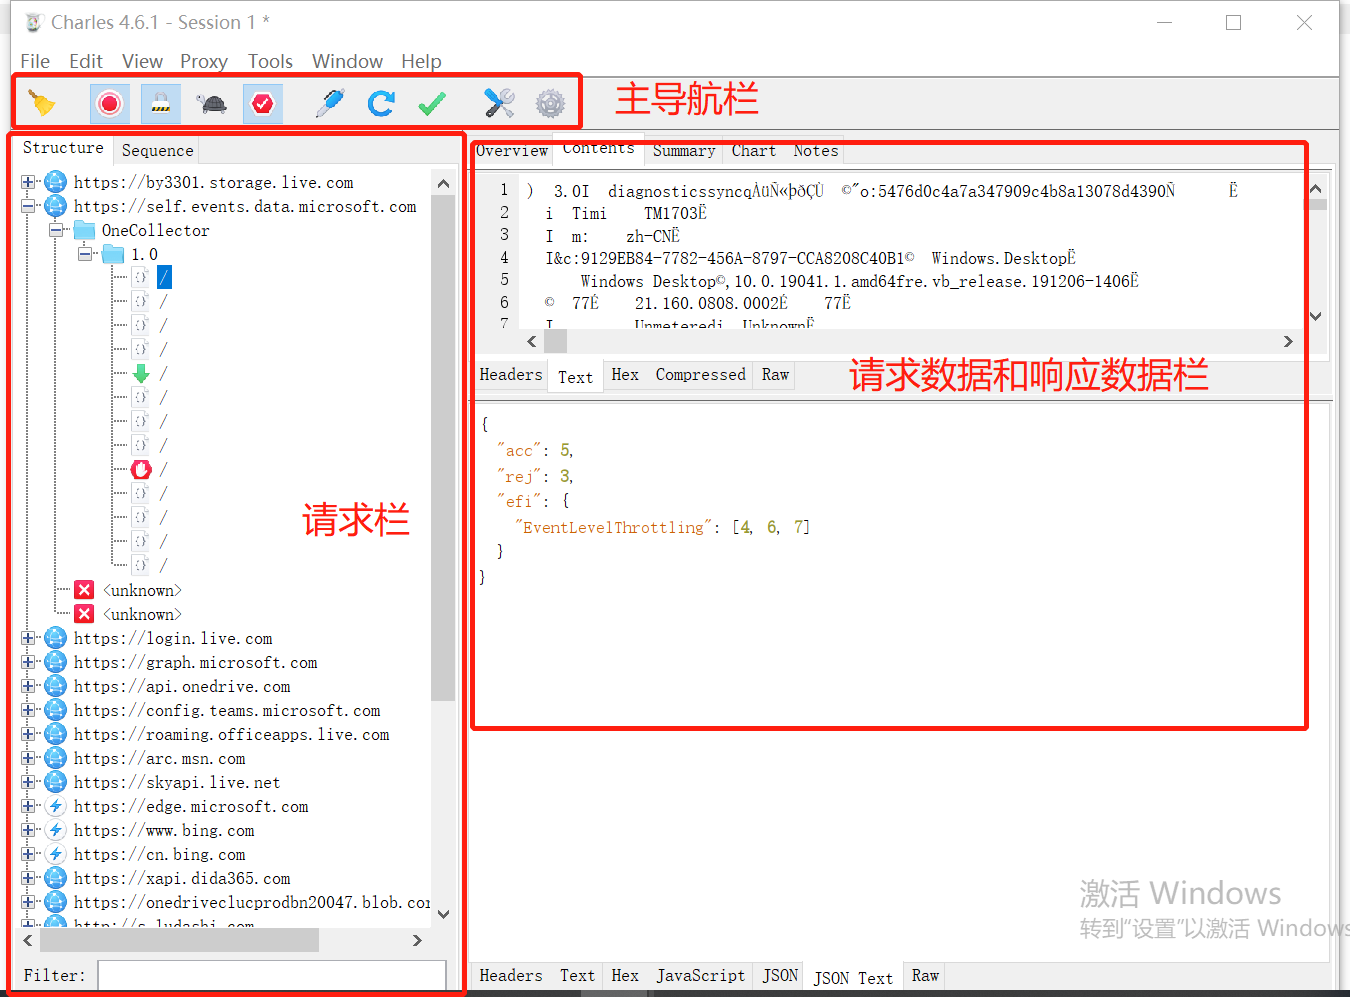 Charles 4.6.1 - Session 1 *
File Edit View Proxy Tools Window Help
主导航栏
Structure Sequence
Overview Contents Summary Chart Notes
https://by3301.storage.live.com
https://self.events.data.microsoft.com
OneCollector
1.0
/
/
/
/
/
/
/
/
/
/
/
/
/
<unknown>
<unknown>
https://login.live.com
https://graph.microsoft.com
https://api.onedrive.com
https://config.teams.microsoft.com
https://roaming.officeapps.live.com
https://arc.msn.com
https://skyapi.live.net
https://edge.microsoft.com
https://www.bing.com
https://cn.bing.com
https://xapi.dida365.com
https://onedriveclucprodbn20047.blob.cor
http://s.ludashi.com
请求栏
Filter:
1 ) 3.0I diagnosticssyncqÀüÑ«þðÇÙ ©"o:5476d0c4a7a347909c4b8a13078d4390Ñ Ë
2 i Timi TM1703Ë
3 I m: zh-CNË
4 I&c:9129EB84-7782-456A-8797-CCA8208C40B1© Windows.DesktopË
5 Windows Desktop©,10.0.19041.1.amd64fre.vb_release.191206-1406Ë
6 © 77É 21.160.0808.0002É 77Ë
7 I Unmeteredi UnknownË
Headers Text Hex Compressed Raw
请求数据和响应数据栏
{
"acc": 5,
"rej": 3,
"efi": {
"EventLevelThrottling": [4, 6, 7]
}
}
激活 Windows
转到“设置”以激活 Windows
Headers Text Hex JavaScript JSON JSON Text Raw